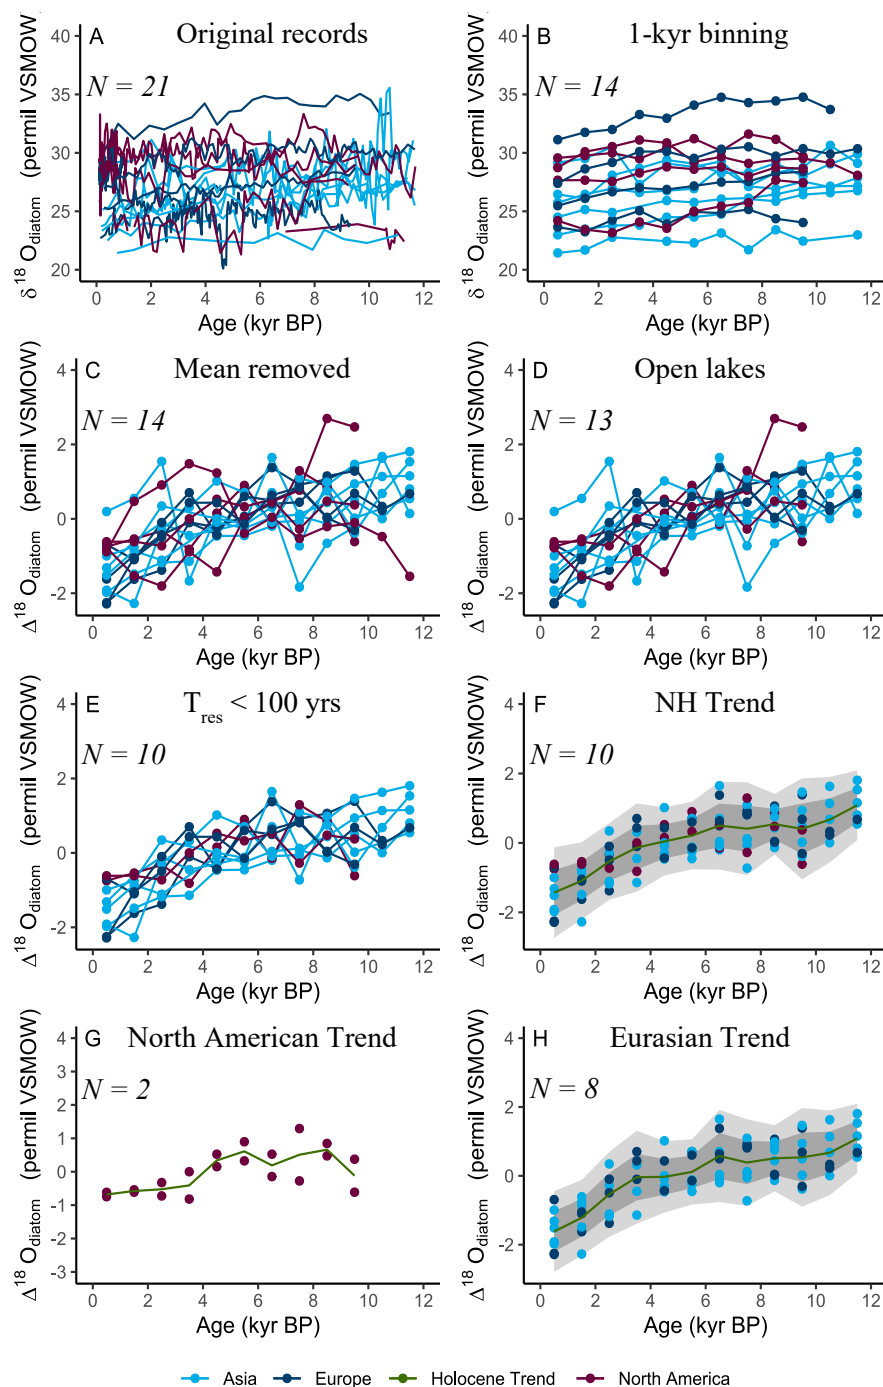 A Original records
N = 21
40
35
30
25
20
δ 18 Odiatom (permil VSMOW)
0 2 4 6 8 10 12
Age (kyr BP)
B 1-kyr binning
N = 14
40
35
30
25
20
δ 18 Odiatom (permil VSMOW)
0 2 4 6 8 10 12
Age (kyr BP)
C Mean removed
N = 14
4
2
0
-2
Δ18 Odiatom (permil VSMOW)
0 2 4 6 8 10 12
Age (kyr BP)
D Open lakes
N = 13
4
2
0
-2
Δ18 Odiatom (permil VSMOW)
0 2 4 6 8 10 12
Age (kyr BP)
E Tres < 100 yrs
N = 10
4
2
0
-2
Δ18 Odiatom (permil VSMOW)
0 2 4 6 8 10 12
Age (kyr BP)
F NH Trend
N = 10
4
2
0
-2
Δ18 Odiatom (permil VSMOW)
0 2 4 6 8 10 12
Age (kyr BP)
G North American Trend
N = 2
4
3
2
1
0
-1
-2
-3
Δ18 Odiatom (permil VSMOW)
0 2 4 6 8 10 12
Age (kyr BP)
H Eurasian Trend
N = 8
4
2
0
-2
Δ18 Odiatom (permil VSMOW)
0 2 4 6 8 10 12
Age (kyr BP)
Asia Europe Holocene Trend North America